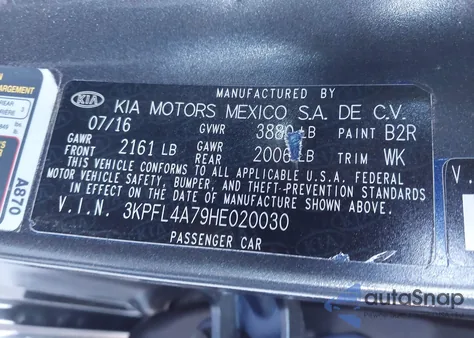 MANUFACTURED BY
KIA KIA MOTORS MEXICO S.A. DE C.V.
07/16 GVWR 3880 LB PAINT B2R
GAWR FRONT 2161 LB GAWR REAR 2006 LB TRIM WK
THIS VEHICLE CONFORMS TO ALL APPLICABLE U.S.A. FEDERAL
MOTOR VEHICLE SAFETY, BUMPER, AND THEFT-PREVENTION STANDARDS
IN EFFECT ON THE DATE OF MANUFACTURE SHOWN ABOVE.
V.I.N. 3KPFL4A79HE020030
PASSENGER CAR
A870
autoSnap